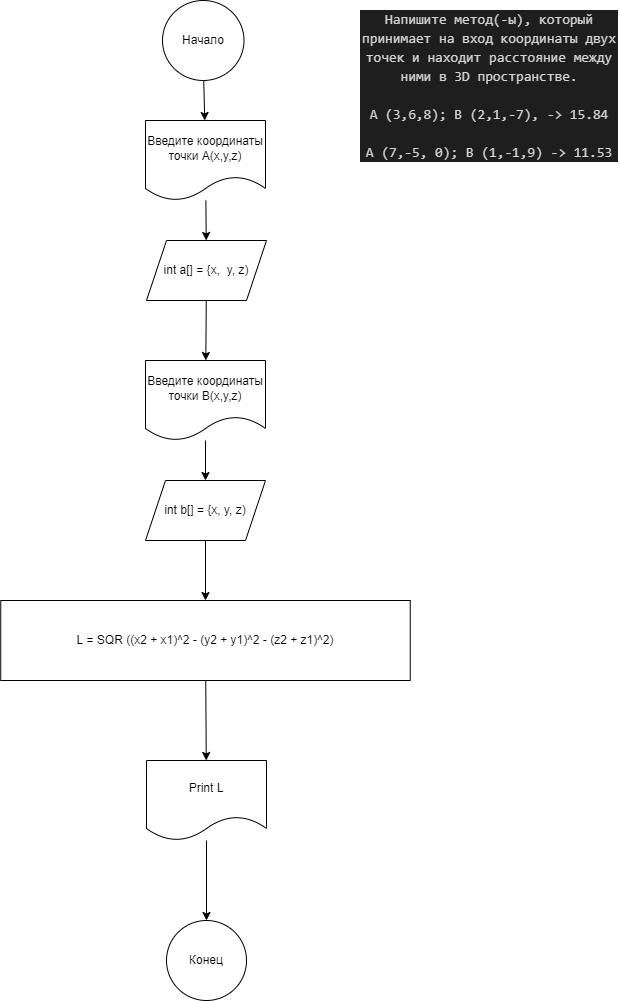 Начало
Напишите метод(-ы), который
принимает на вход координаты двух
точек и находит расстояние между
ними в 3D пространстве.
A (3,6,8); B (2,1,-7), -> 15.84
A (7,-5, 0); B (1,-1,9) -> 11.53
Введите координаты
точки A(x,y,z)
int a[] = {x,  y, z)
Введите координаты
точки B(x,y,z)
int b[] = {x, y, z)
L = SQR ((x2 + x1)^2 - (y2 + y1)^2 - (z2 + z1)^2)
Print L
Конец